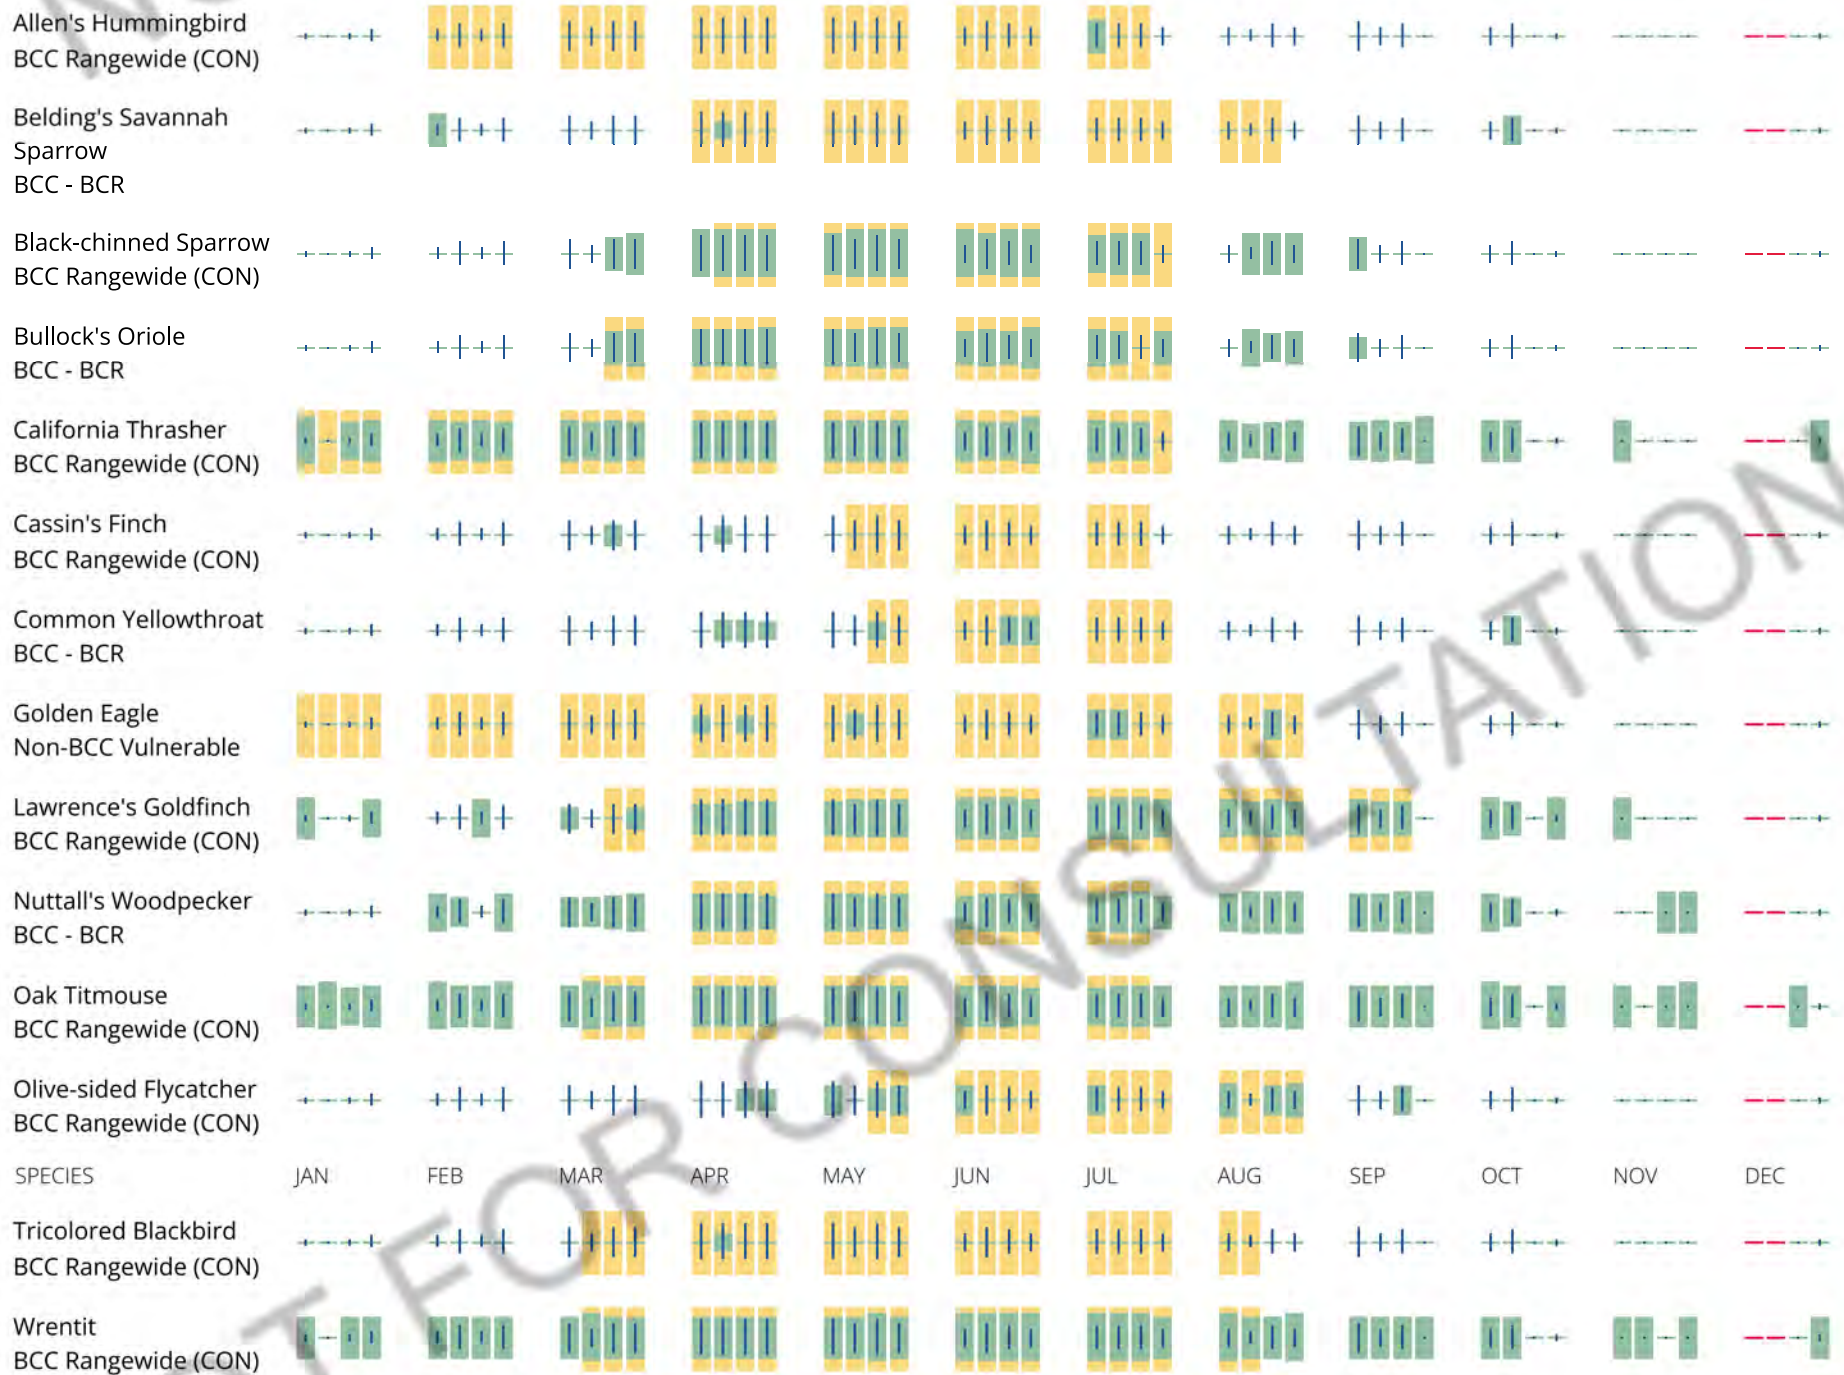 Allen's Hummingbird
BCC Rangewide (CON)
Belding's Savannah
Sparrow
BCC - BCR
Black-chinned Sparrow
BCC Rangewide (CON)
Bullock's Oriole
BCC - BCR
California Thrasher
BCC Rangewide (CON)
Cassin's Finch
BCC Rangewide (CON)
Common Yellowthroat
BCC - BCR
Golden Eagle
Non-BCC Vulnerable
Lawrence's Goldfinch
BCC Rangewide (CON)
Nuttall's Woodpecker
BCC - BCR
Oak Titmouse
BCC Rangewide (CON)
Olive-sided Flycatcher
BCC Rangewide (CON)
SPECIES JAN FEB MAR APR MAY JUN JUL AUG SEP OCT NOV DEC
Tricolored Blackbird
BCC Rangewide (CON)
Wrentit
BCC Rangewide (CON)
FOR CONSULTATION